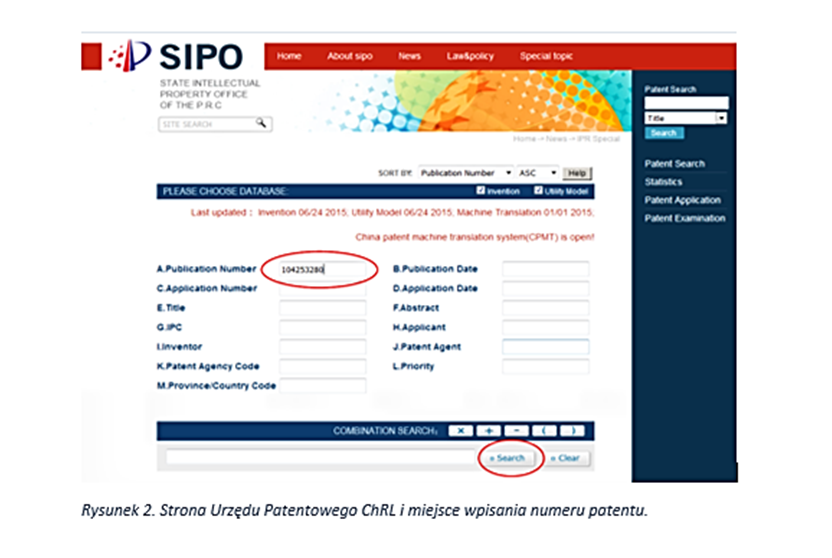 SIPO
Home About sipo News Law&policy Special topic
STATE INTELLECTUAL
PROPERTY OFFICE
OF THE P.R.C
SITE SEARCH
Home -> News -> IPR Special
Patent Search
Title
Search
Patent Search
Statistics
Patent Application
Patent Examination
SORT BY: Publication Number ASC Help
PLEASE CHOOSE DATABASE: Invention Utility Model
Last updated : Invention 06/24 2015, Utility Model 06/24 2015, Machine Translation 01/01 2015,
China patent machine translation system(CPMT) is open!
A.Publication Number 104253280 B.Publication Date
C.Application Number D.Application Date
E.Title F.Abstract
G.IPC H.Applicant
I.Inventor J.Patent Agent
K.Patent Agency Code L.Priority
M.Province/Country Code
COMBINATION SEARCH: × + - ( )
» Search » Clear
Rysunek 2. Strona Urzędu Patentowego ChRL i miejsce wpisania numeru patentu.